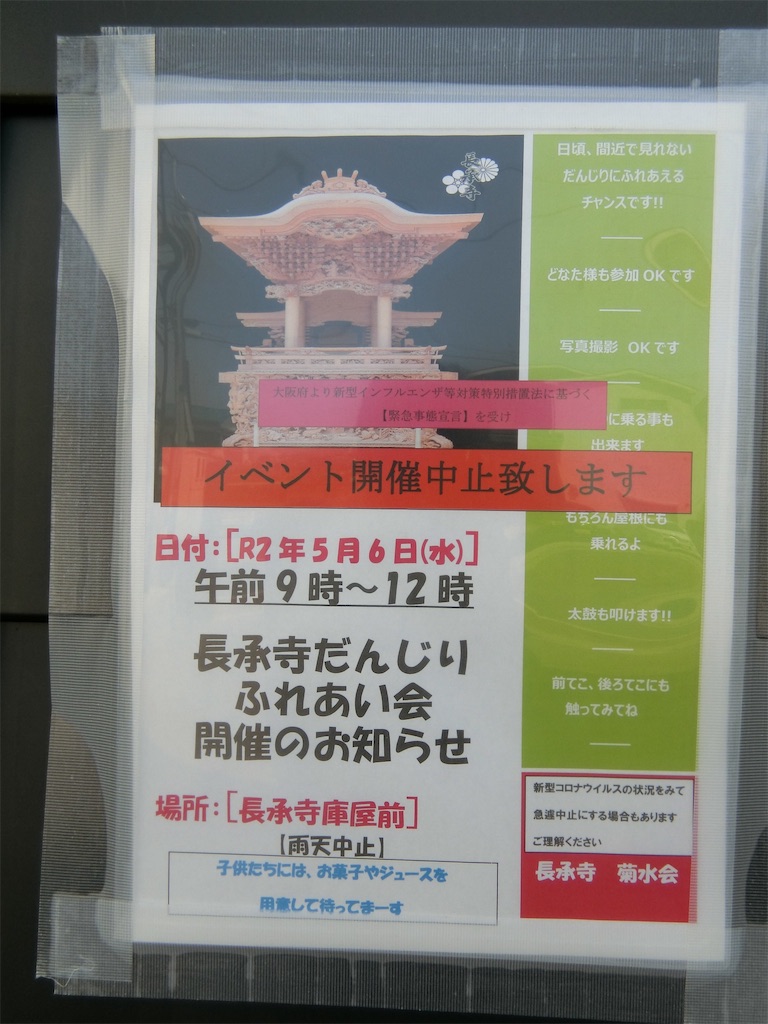 長承寺
日頃、間近で見れない
だんじりにふれあえる
チャンスです!!
どなた様も参加OKです
写真撮影 OKです
に乗る事も
出来ます
もちろん屋根にも
乗れるよ
太鼓も叩けます!!
前てこ、後ろてこにも
触ってみてね
大阪府より新型インフルエンザ等対策特別措置法に基づく
【緊急事態宣言】を受け
イベント開催中止致します
日付:[R2年5月6日(水)]
午前9時～12時
長承寺だんじり
ふれあい会
開催のお知らせ
場所:[長承寺庫屋前]
【雨天中止】
子供たちには、お菓子やジュースを
用意して待ってまーす
新型コロナウイルスの状況をみて
急遽中止にする場合もあります
ご理解ください
長承寺 菊水会